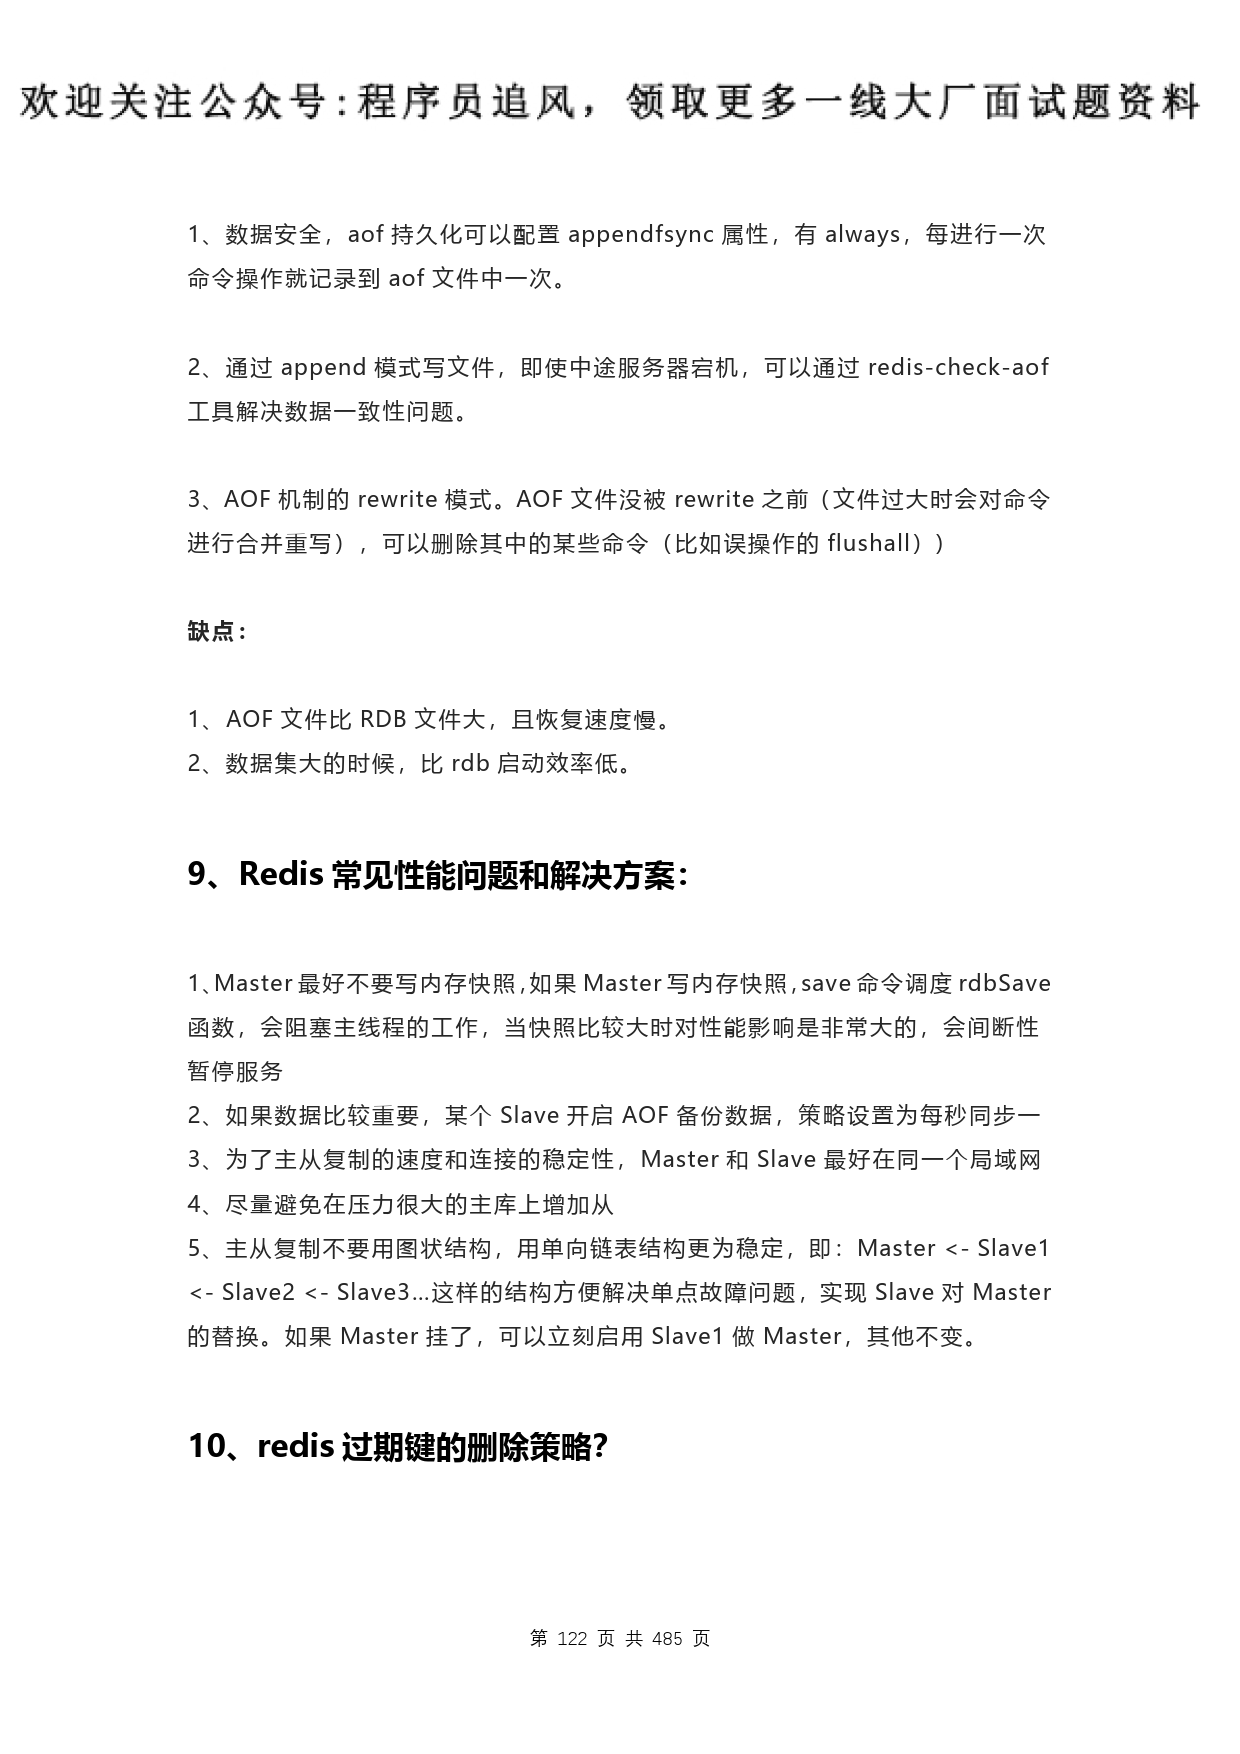 欢迎关注公众号:程序员追风，领取更多一线大厂面试题资料
1、数据安全，aof 持久化可以配置 appendfsync 属性，有 always，每进行一次
命令操作就记录到 aof 文件中一次。
2、通过 append 模式写文件，即使中途服务器宕机，可以通过 redis-check-aof
工具解决数据一致性问题。
3、AOF 机制的 rewrite 模式。AOF 文件没被 rewrite 之前（文件过大时会对命令
进行合并重写），可以删除其中的某些命令（比如误操作的 flushall））
缺点：
1、AOF 文件比 RDB 文件大，且恢复速度慢。
2、数据集大的时候，比 rdb 启动效率低。
9、Redis 常见性能问题和解决方案：
1、Master 最好不要写内存快照，如果 Master 写内存快照，save 命令调度 rdbSave
函数，会阻塞主线程的工作，当快照比较大时对性能影响是非常大的，会间断性
暂停服务
2、如果数据比较重要，某个 Slave 开启 AOF 备份数据，策略设置为每秒同步一
3、为了主从复制的速度和连接的稳定性，Master 和 Slave 最好在同一个局域网
4、尽量避免在压力很大的主库上增加从
5、主从复制不要用图状结构，用单向链表结构更为稳定，即：Master <- Slave1
<- Slave2 <- Slave3…这样的结构方便解决单点故障问题，实现 Slave 对 Master
的替换。如果 Master 挂了，可以立刻启用 Slave1 做 Master，其他不变。
10、redis 过期键的删除策略？
第 122 页 共 485 页